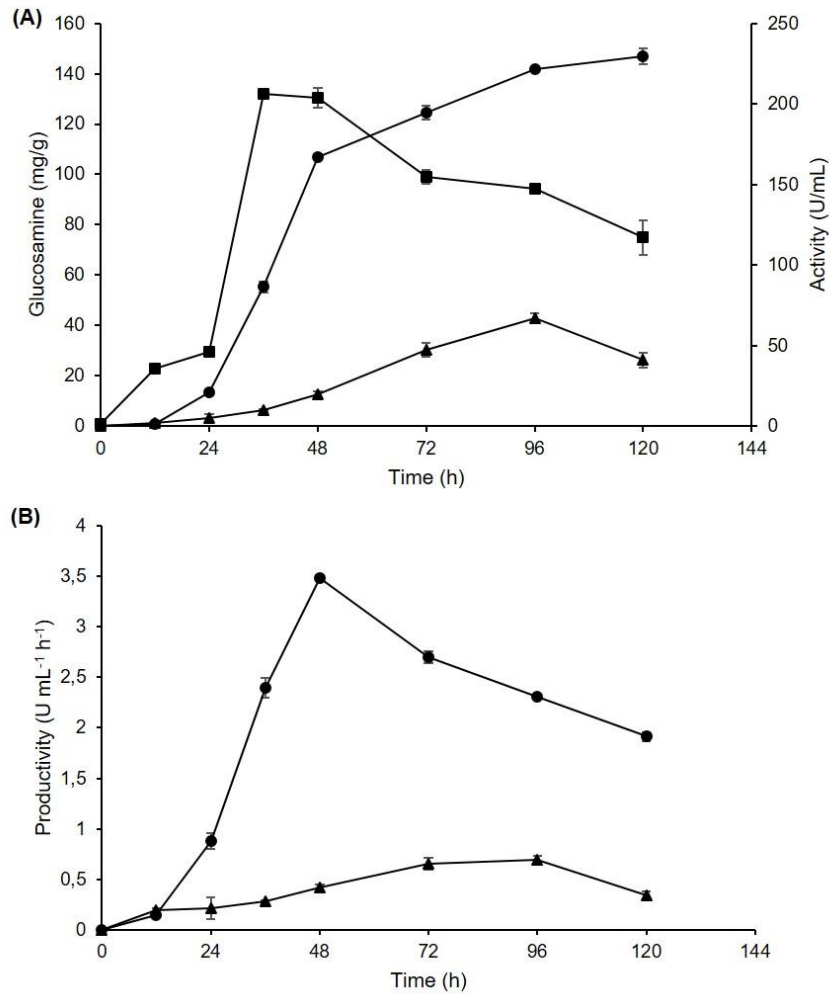 (A)
160
140
120
100
80
60
40
20
0
Glucosamine (mg/g)
250
200
150
100
50
0
Activity (U/mL)
0 24 48 72 96 120 144
Time (h)
(B)
4
3,5
3
2,5
2
1,5
1
0,5
0
Productivity (U mL⁻¹ h⁻¹)
0 24 48 72 96 120 144
Time (h)